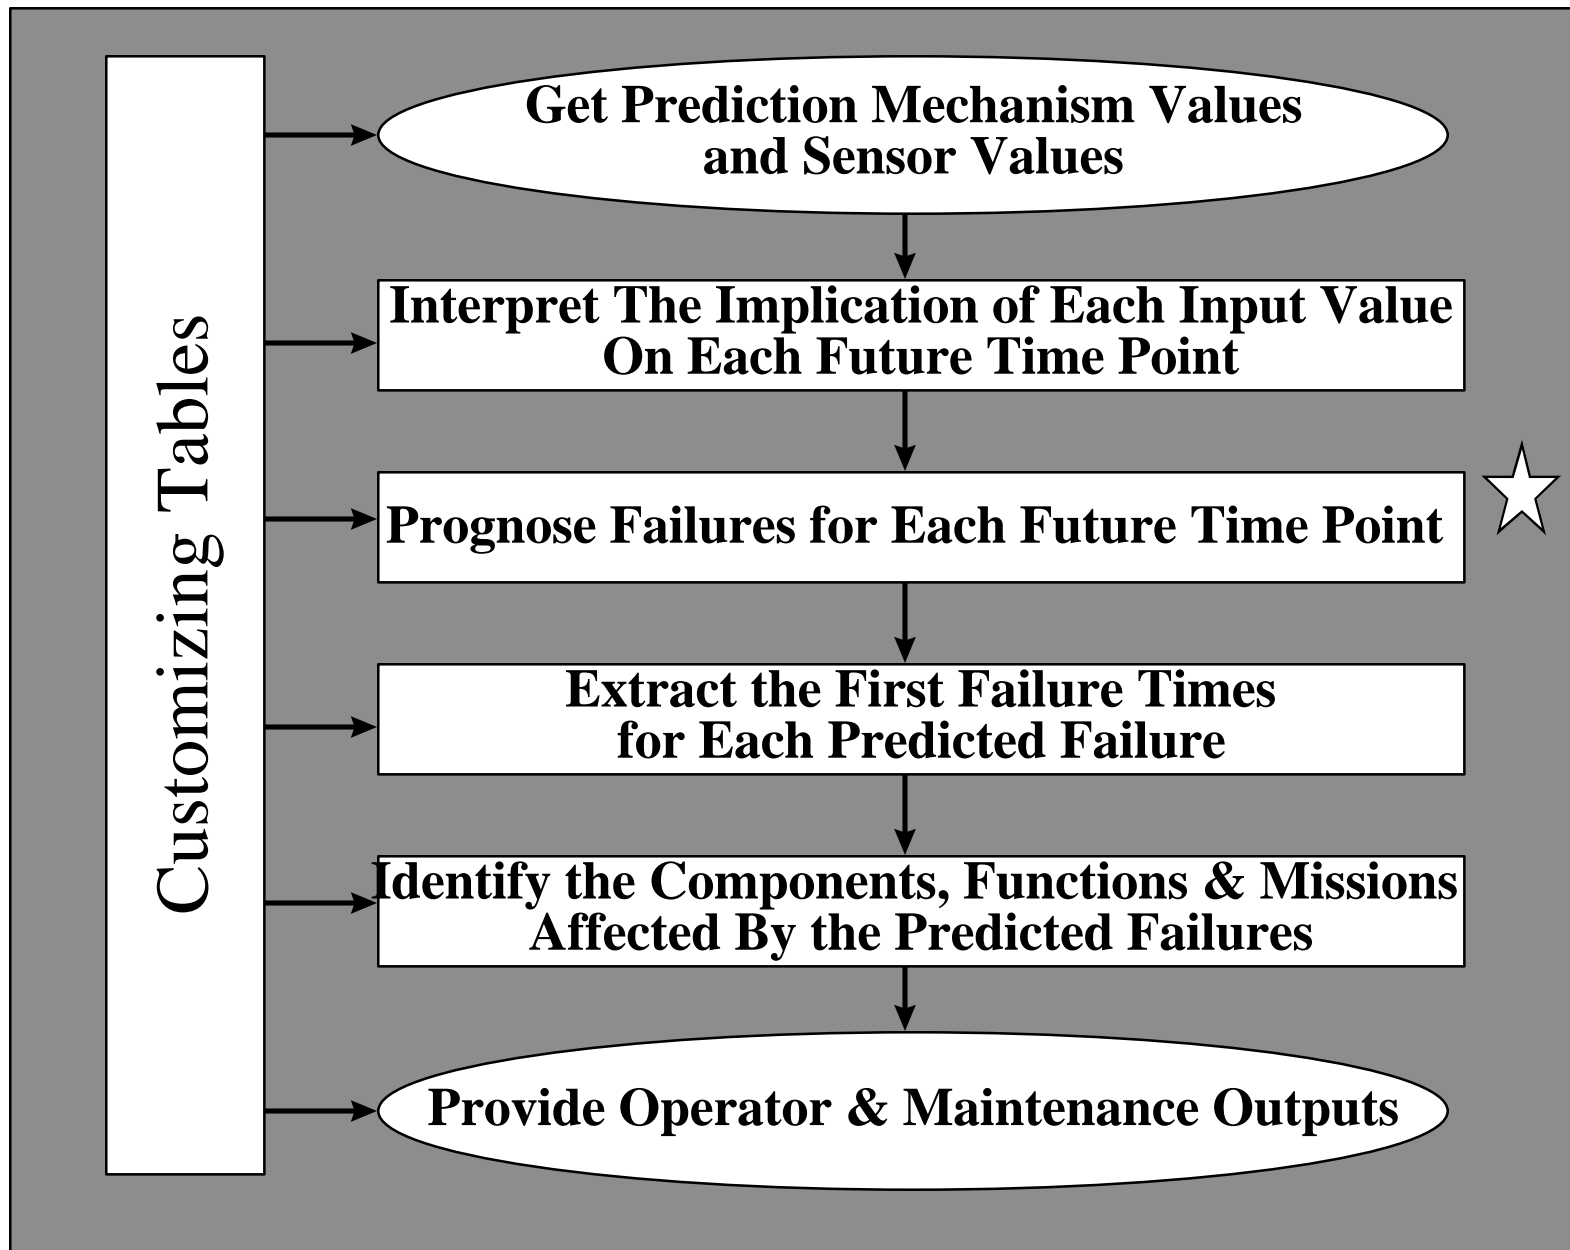 Customizing Tables
Get Prediction Mechanism Values
and Sensor Values
Interpret The Implication of Each Input Value
On Each Future Time Point
Prognose Failures for Each Future Time Point
Extract the First Failure Times
for Each Predicted Failure
Identify the Components, Functions & Missions
Affected By the Predicted Failures
Provide Operator & Maintenance Outputs